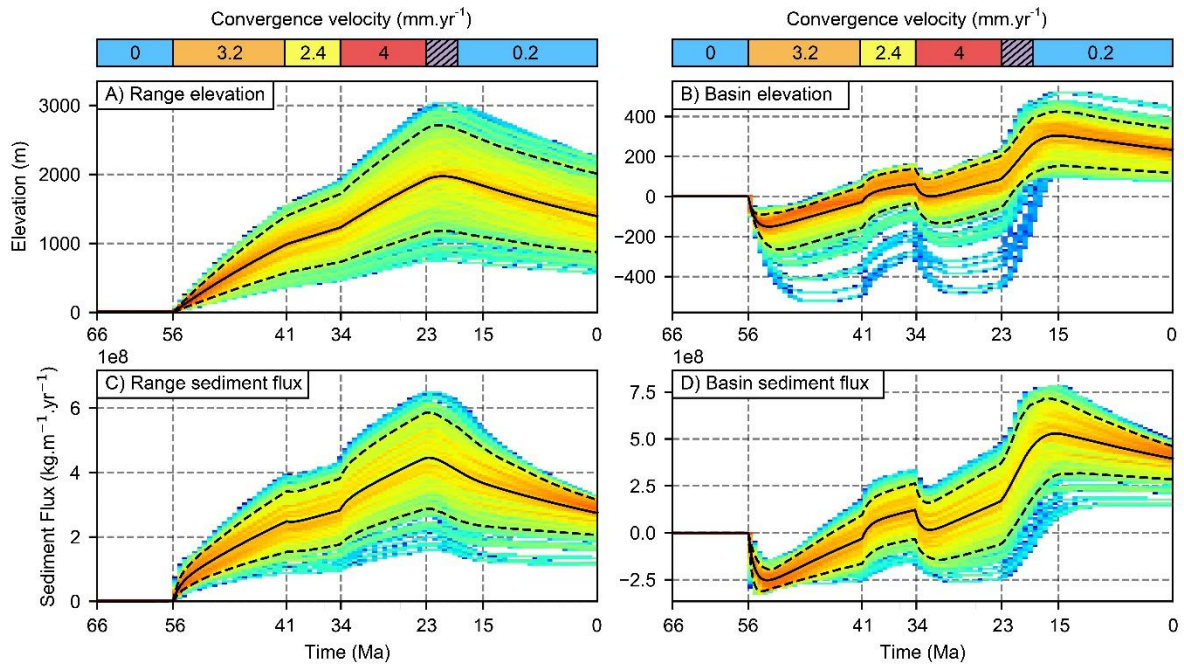 Convergence velocity (mm.yr⁻¹)
0 3.2 2.4 4 0.2
A) Range elevation
Elevation (m)
3000
2000
1000
0
66 56 41 34 23 15 0
Convergence velocity (mm.yr⁻¹)
0 3.2 2.4 4 0.2
B) Basin elevation
400
200
0
−200
−400
66 56 41 34 23 15 0
1e8
C) Range sediment flux
Sediment Flux (kg.m⁻¹.yr⁻¹)
6
4
2
0
66 56 41 34 23 15 0
Time (Ma)
1e8
D) Basin sediment flux
7.5
5.0
2.5
0.0
−2.5
66 56 41 34 23 15 0
Time (Ma)